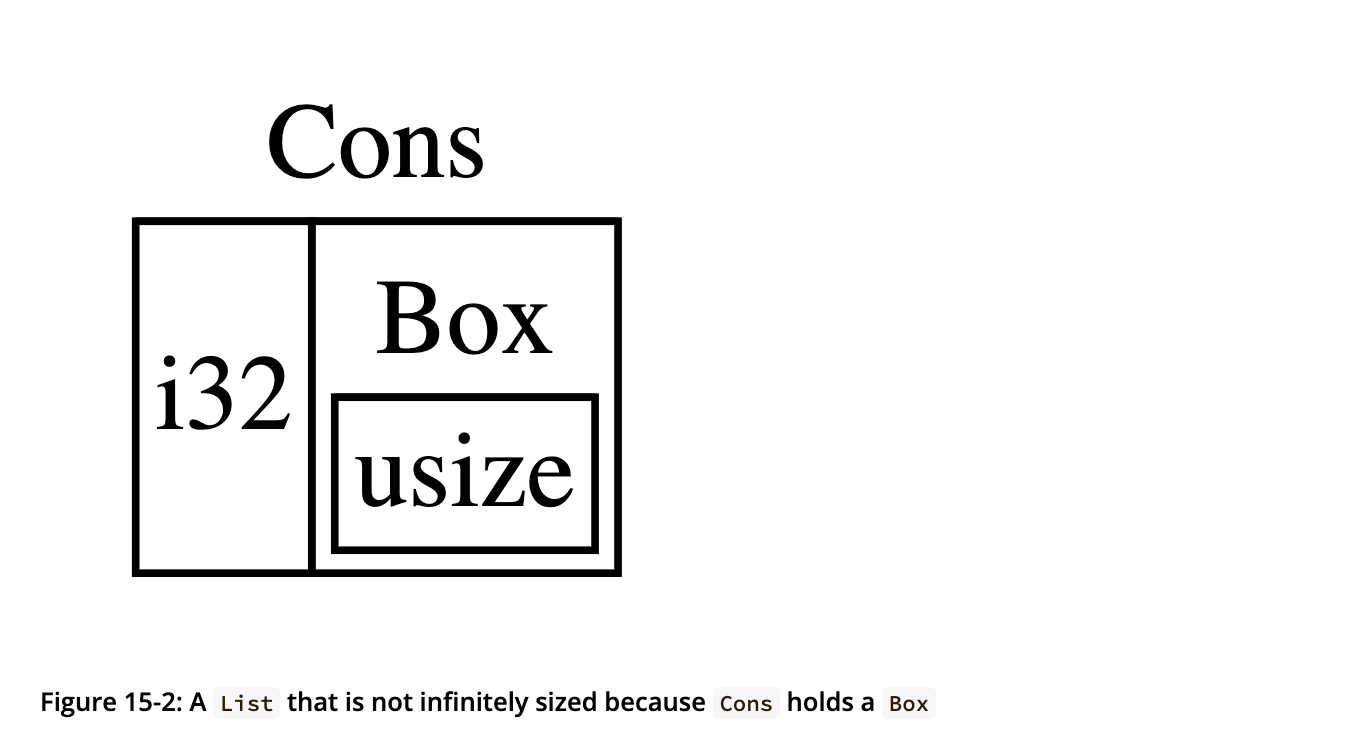 Cons
i32
Box
usize
Figure 15-2: A List that is not infinitely sized because Cons holds a Box